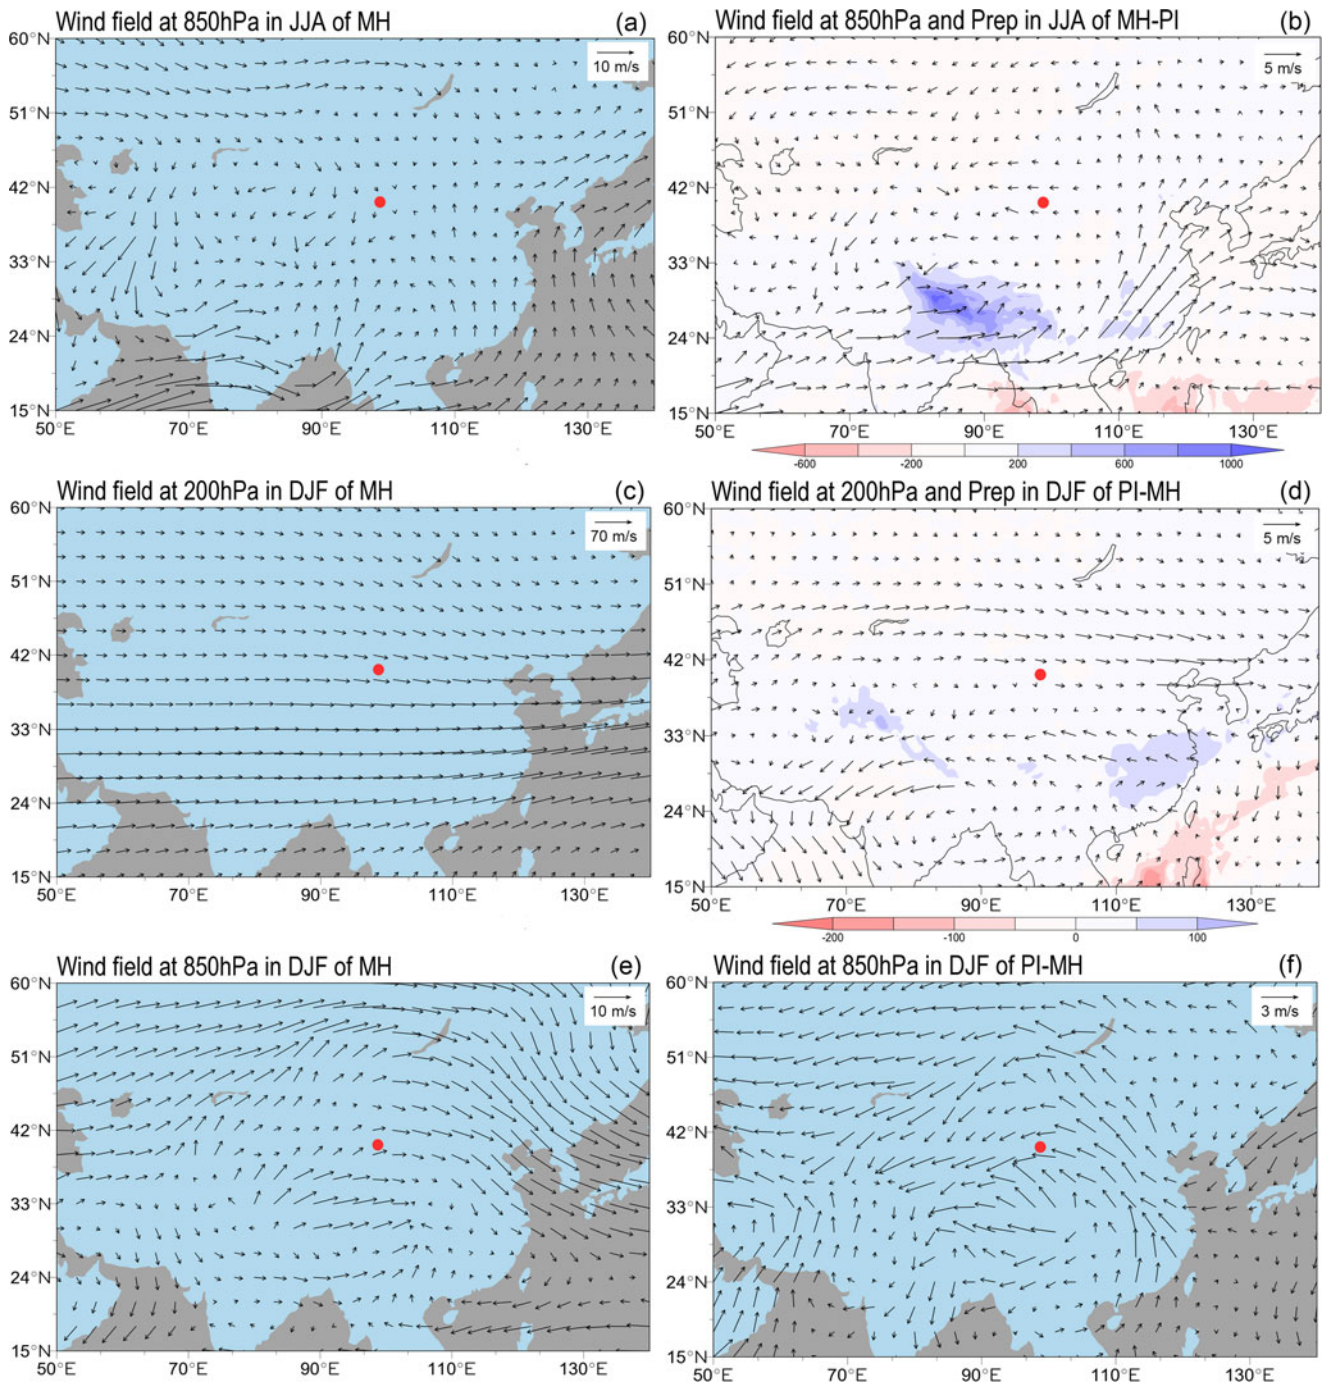 Wind field at 850hPa in JJA of MH (a)
60°N
51°N
42°N
33°N
24°N
15°N
10 m/s
50°E 70°E 90°E 110°E 130°E
Wind field at 850hPa and Prep in JJA of MH-PI (b)
60°N
51°N
42°N
33°N
24°N
15°N
5 m/s
50°E 70°E 90°E 110°E 130°E
-600 -200 200 600 1000
Wind field at 200hPa in DJF of MH (c)
60°N
51°N
42°N
33°N
24°N
15°N
70 m/s
50°E 70°E 90°E 110°E 130°E
Wind field at 200hPa and Prep in DJF of PI-MH (d)
60°N
51°N
42°N
33°N
24°N
15°N
5 m/s
50°E 70°E 90°E 110°E 130°E
-200 -100 0 100
Wind field at 850hPa in DJF of MH (e)
60°N
51°N
42°N
33°N
24°N
15°N
10 m/s
50°E 70°E 90°E 110°E 130°E
Wind field at 850hPa in DJF of PI-MH (f)
60°N
51°N
42°N
33°N
24°N
15°N
3 m/s
50°E 70°E 90°E 110°E 130°E